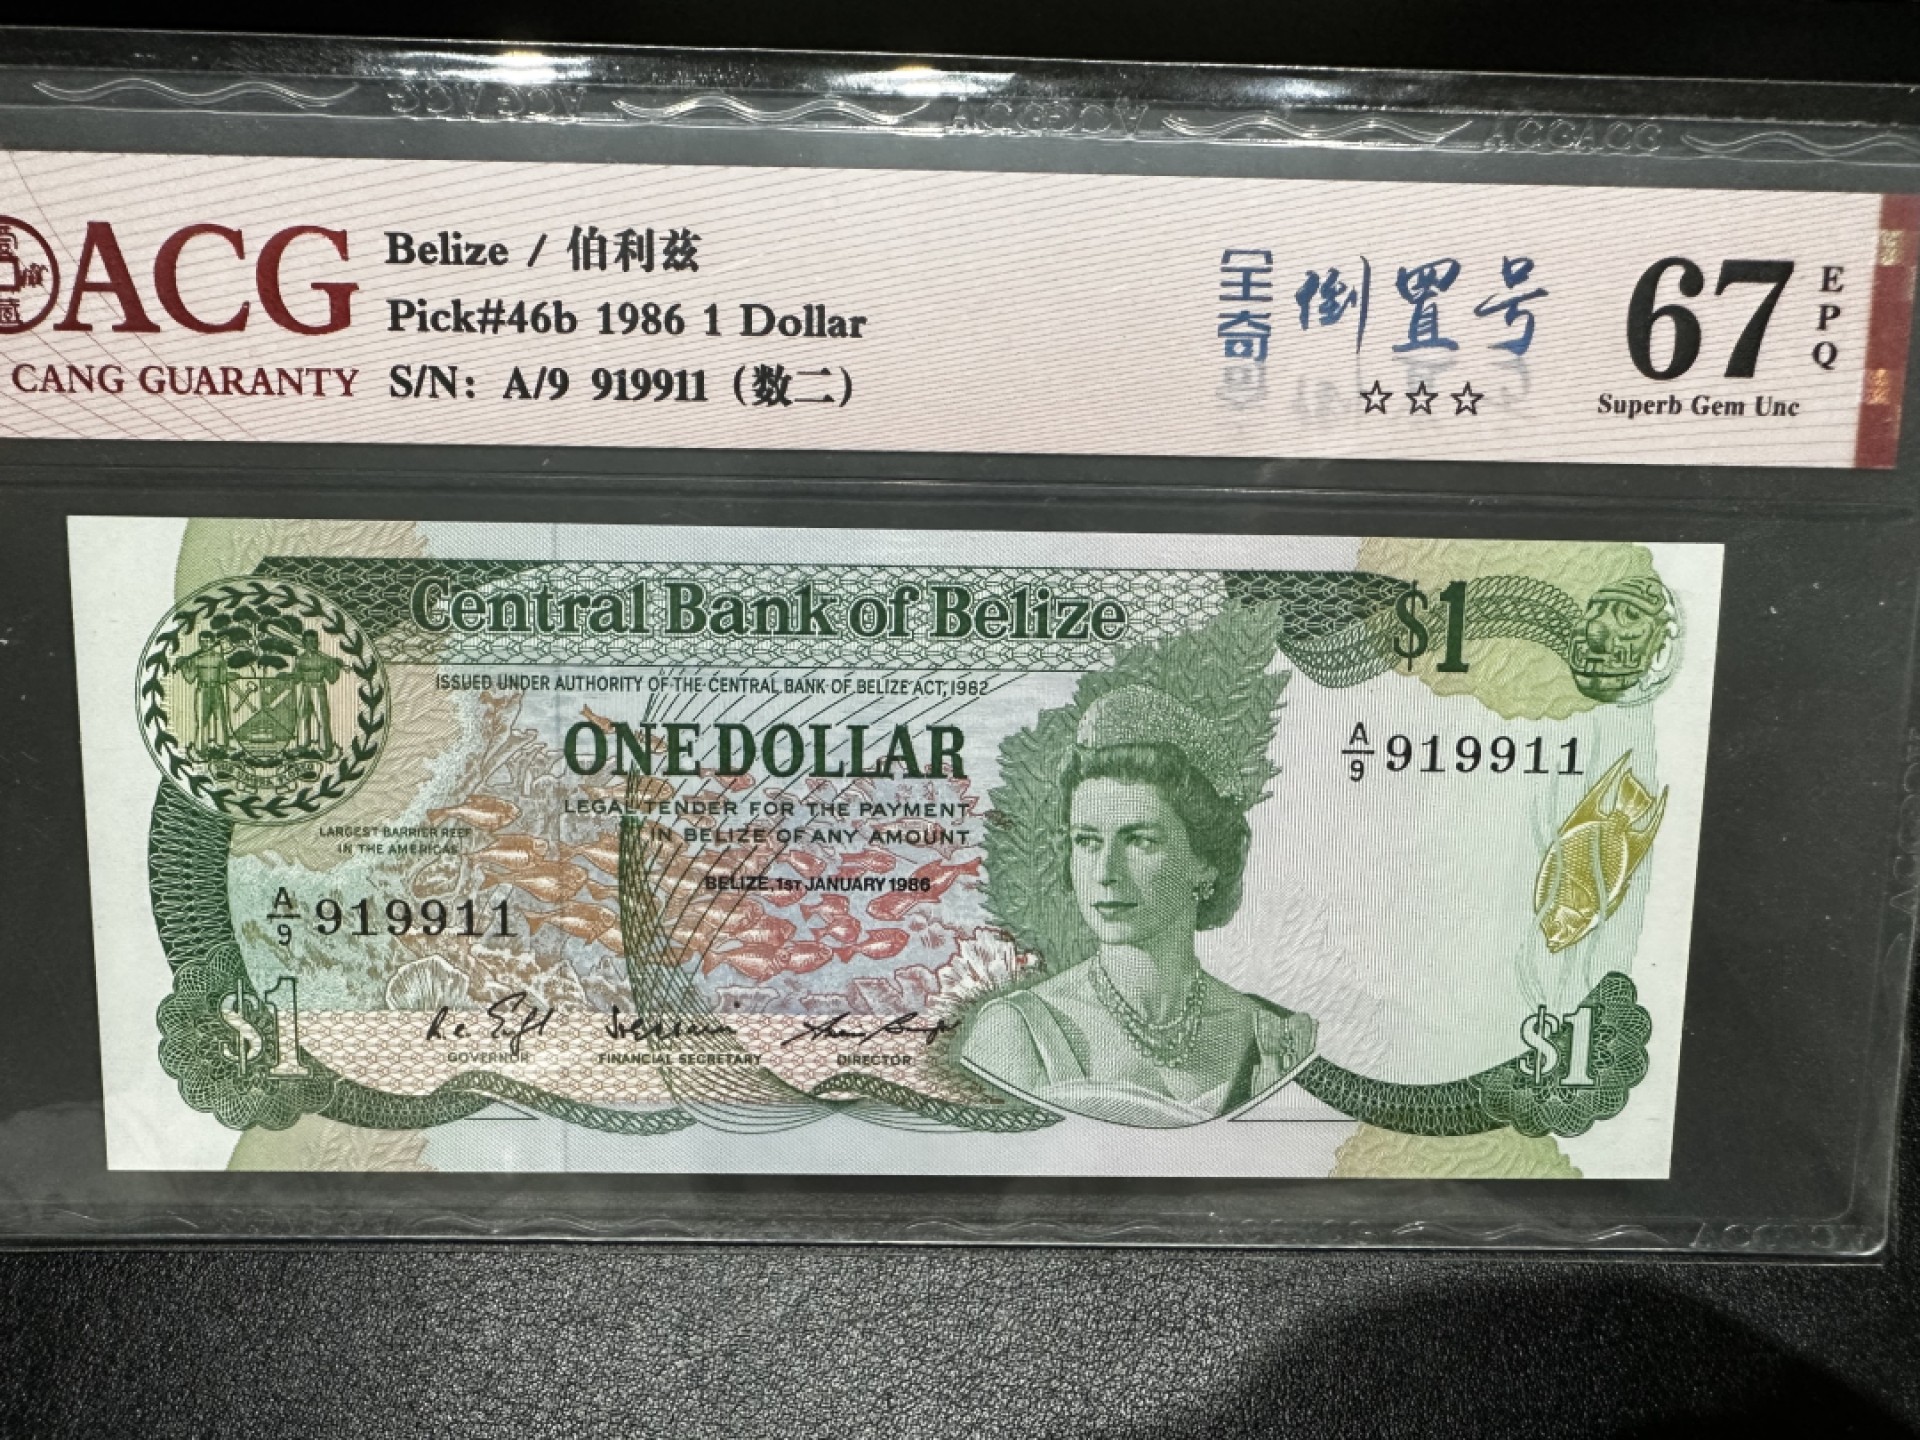 ACG
CANG GUARANTY
Belize / 伯利兹
Pick#46b 1986 1 Dollar
S/N: A/9 919911 (数二)
全奇
倒置号
☆☆☆
67
EPQ
Superb Gem Unc
Central Bank of Belize
$1
ISSUED UNDER AUTHORITY OF THE CENTRAL BANK OF BELIZE ACT, 1982
ONE DOLLAR
A/9 919911
LEGAL TENDER FOR THE PAYMENT
IN BELIZE OF ANY AMOUNT
LARGEST BARRIER REEF
IN THE AMERICAS
BELIZE, 1ST JANUARY 1986
A/9 919911
$1
GOVERNOR
FINANCIAL SECRETARY
DIRECTOR
$1